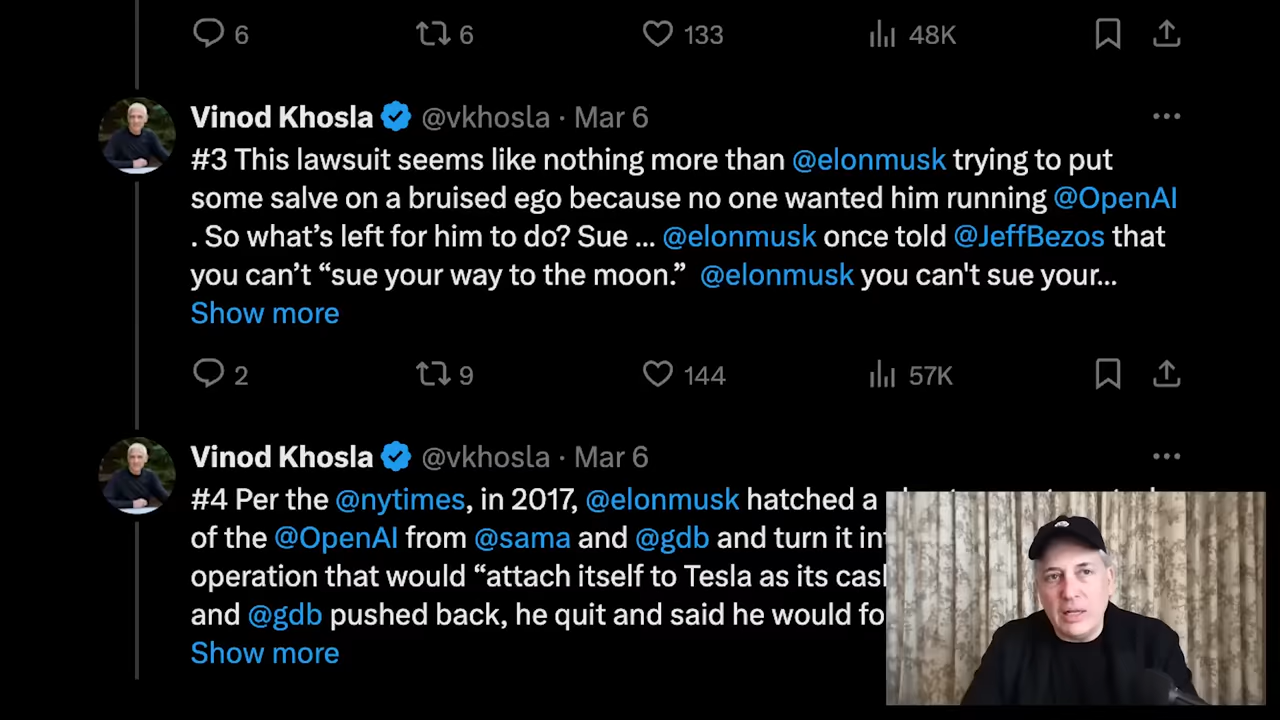 6 6 133 48K
Vinod Khosla @vkhosla · Mar 6
#3 This lawsuit seems like nothing more than @elonmusk trying to put
some salve on a bruised ego because no one wanted him running @OpenAI
. So what’s left for him to do? Sue ... @elonmusk once told @JeffBezos that
you can’t “sue your way to the moon.” @elonmusk you can't sue your...
Show more
2 9 144 57K
Vinod Khosla @vkhosla · Mar 6
#4 Per the @nytimes, in 2017, @elonmusk hatched a
of the @OpenAI from @sama and @gdb and turn it
operation that would “attach itself to Tesla as its
and @gdb pushed back, he quit and said he would
Show more